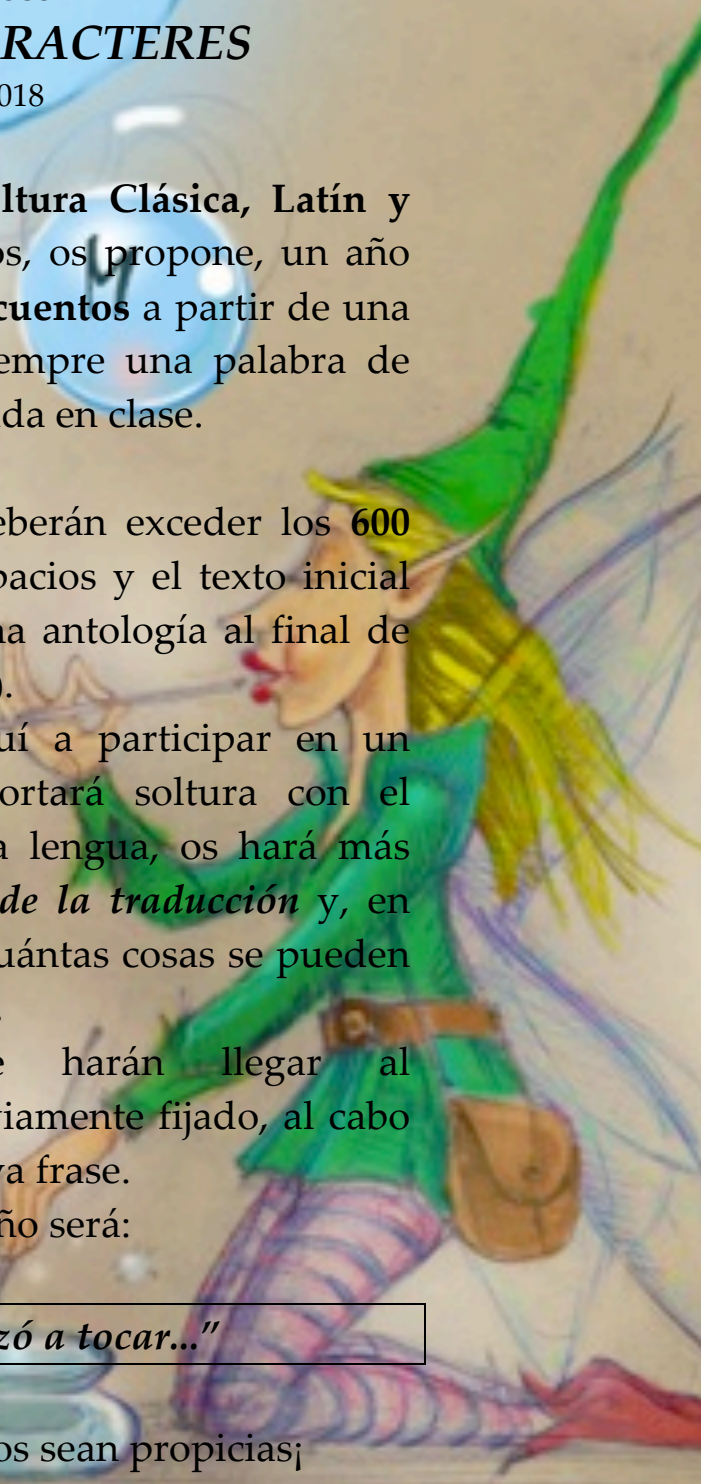 RACTERES
018
ltura Clásica, Latín y
os, os propone, un año
cuentos a partir de una
empre una palabra de
da en clase.
eberán exceder los 600
pacios y el texto inicial
na antología al final de
).
uí a participar en un
ortará soltura con el
a lengua, os hará más
de la traducción y, en
uántas cosas se pueden
.
e harán llegar al
viamente fijado, al cabo
va frase.
ño será:
zó a tocar...”
os sean propicias¡